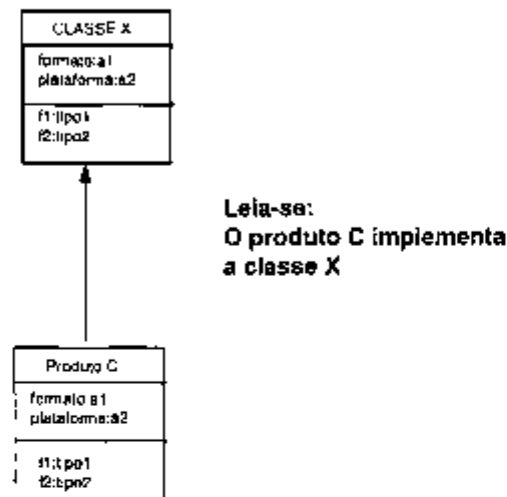 CLASSE X
formato:a1
plataforma:a2
f1:tipo1
f2:tipo2
Leia-se:
O produto C implementa
a classe X
Produto C
formato:a1
plataforma:a2
f1:tipo1
f2:tipo2